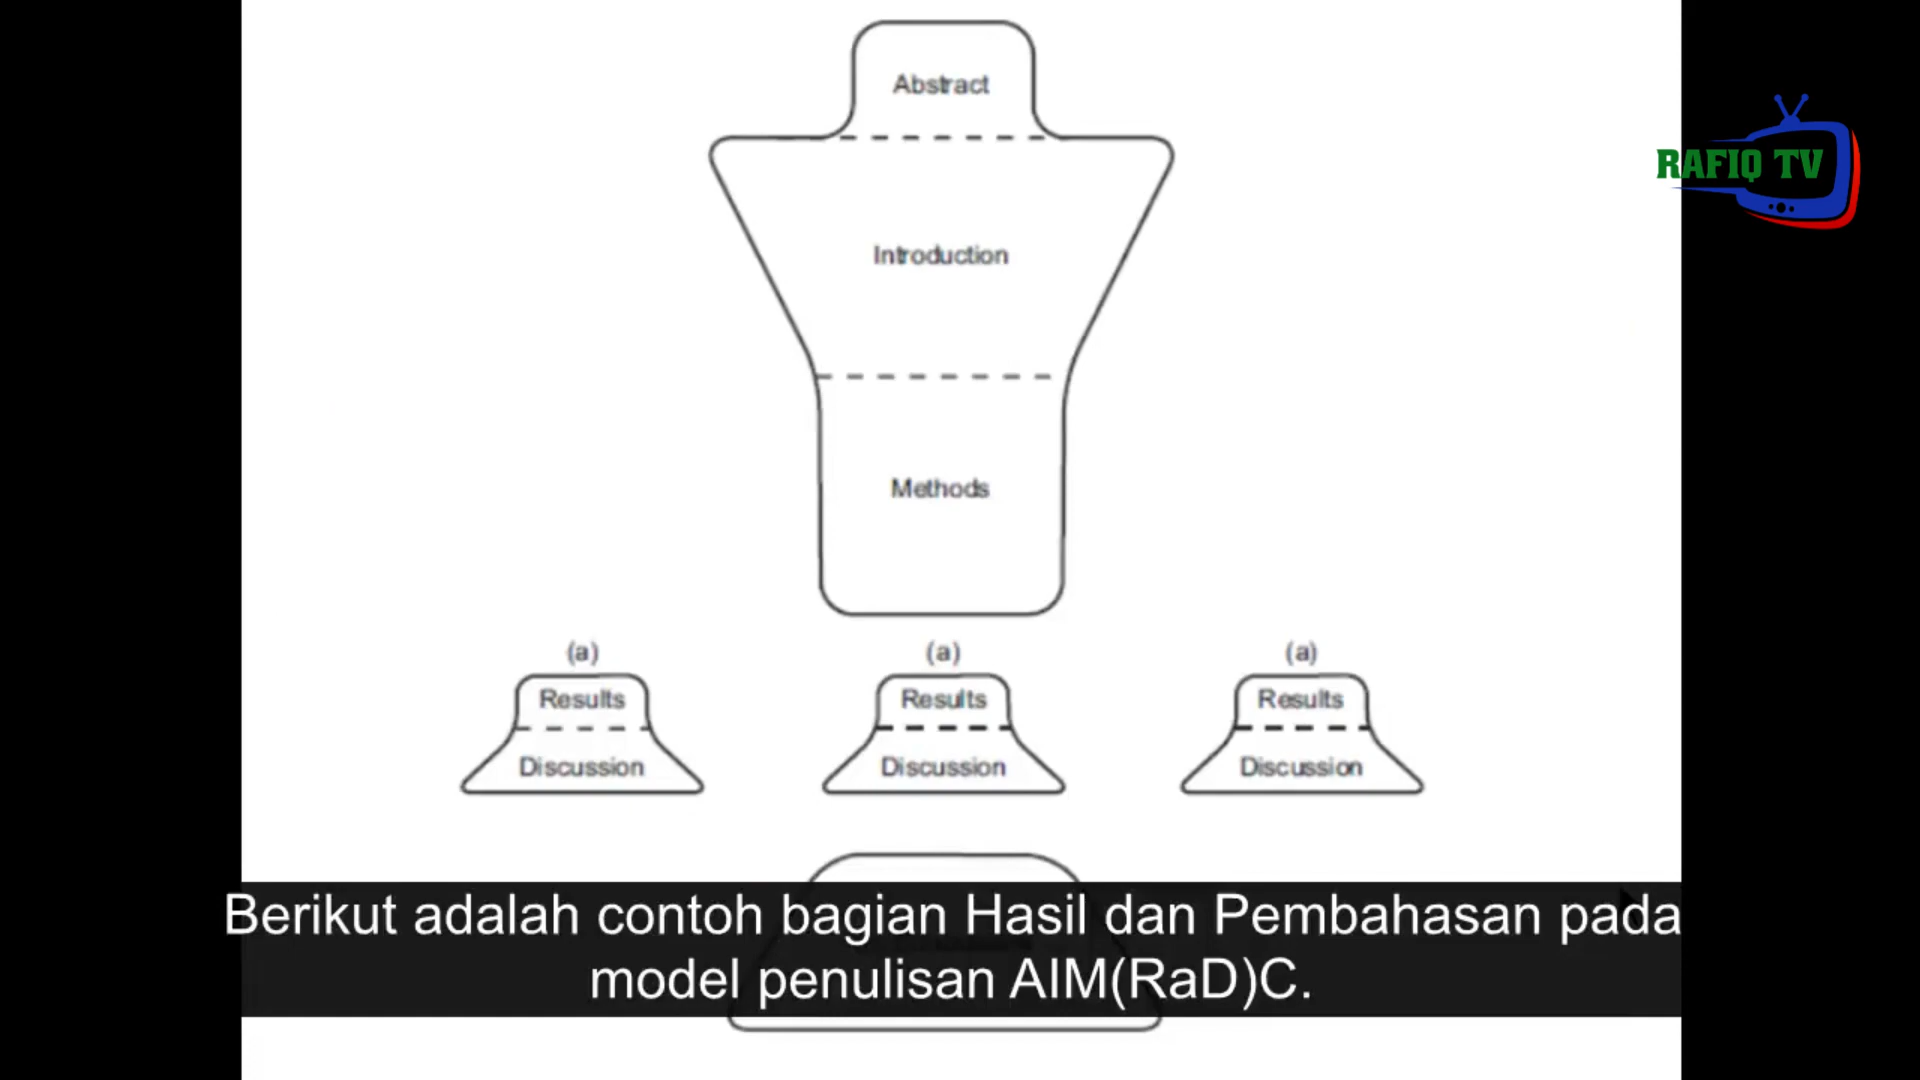 Abstract
RAFIQ TV
Introduction
Methods
(a) (a) (a)
Results Results Results
Discussion Discussion Discussion
Berikut adalah contoh bagian Hasil dan Pembahasan pada
model penulisan AIM(RaD)C.